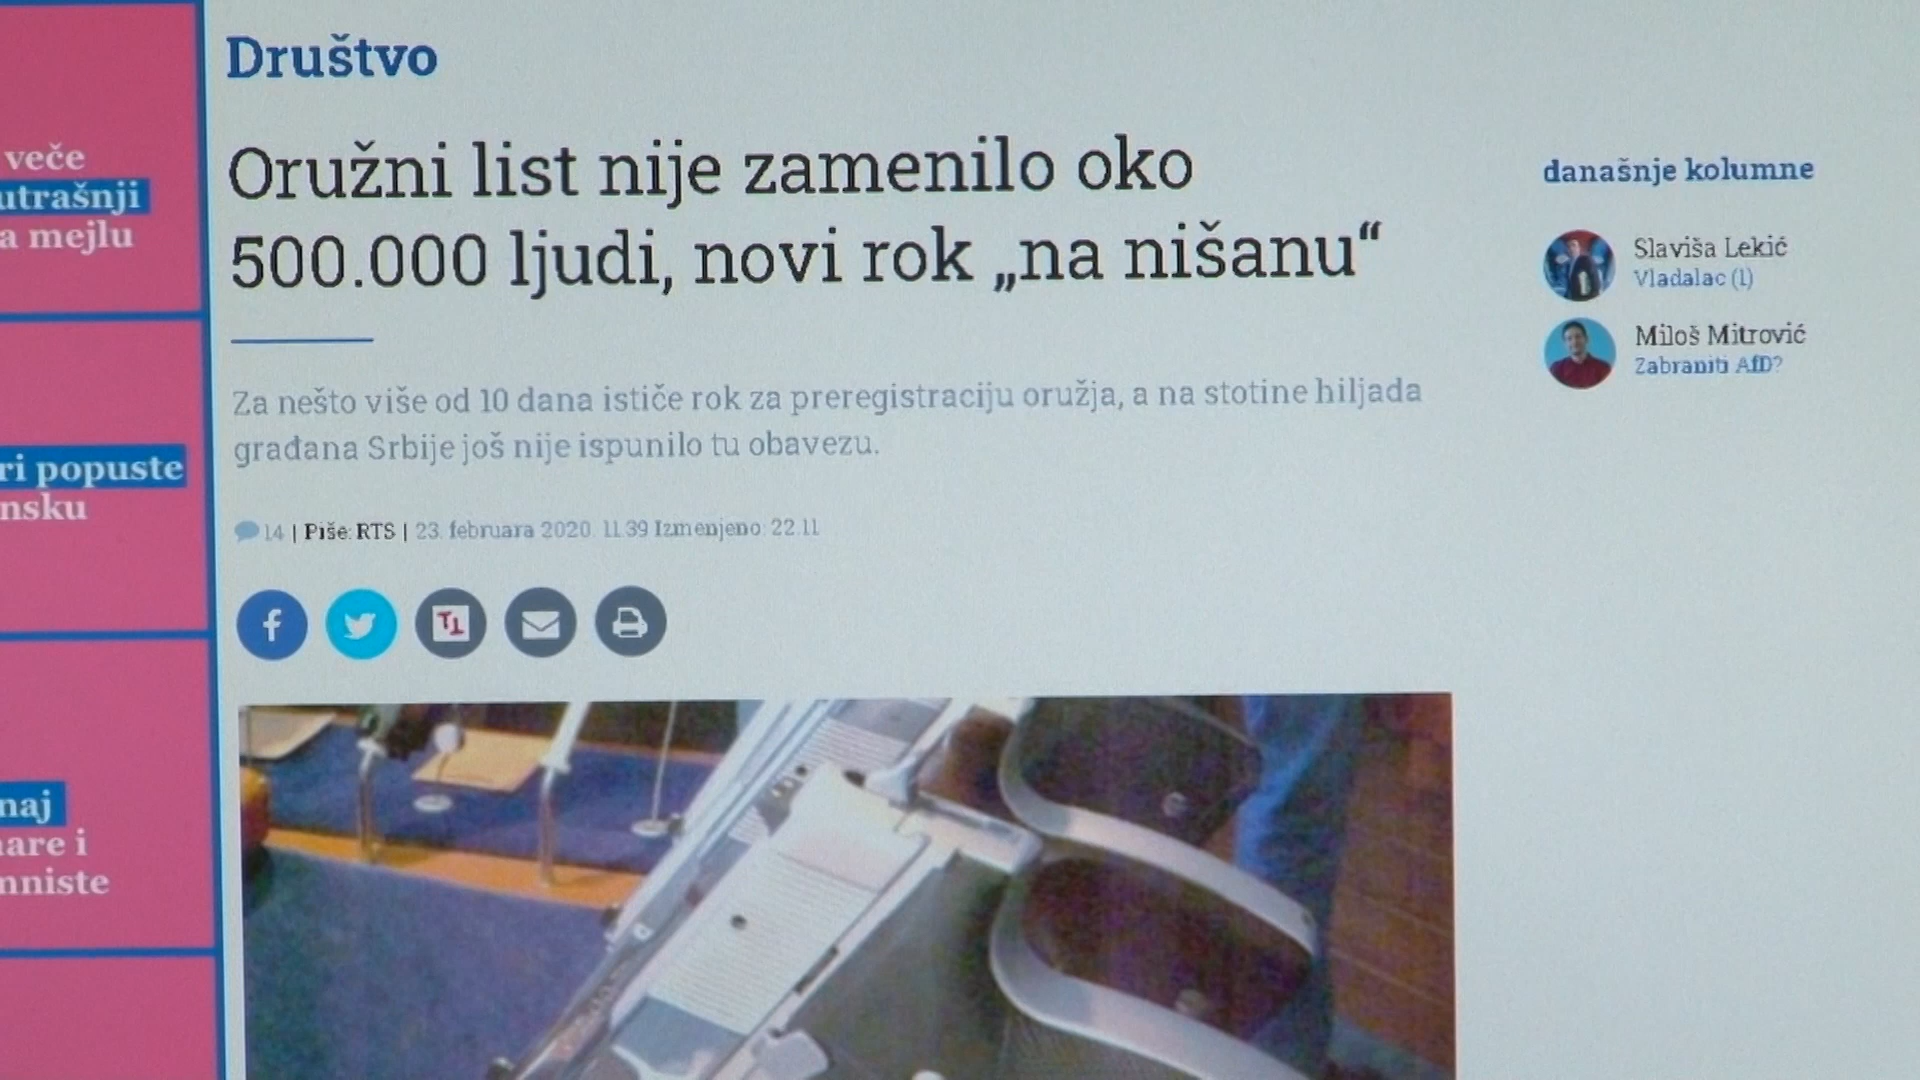 veče
utrašnji
a mejlu
ri popuste
nsku
naj
are i
nniste
Društvo
Oružni list nije zamenilo oko
500.000 ljudi, novi rok „na nišanu“
Za nešto više od 10 dana ističe rok za preregistraciju oružja, a na stotine hiljada
građana Srbije još nije ispunilo tu obavezu.
14 | Piše: RTS | 23. februara 2020. 11.39 Izmenjeno: 22.11
današnje kolumne
Slaviša Lekić
Vladalac (1)
Miloš Mitrović
Zabraniti AfD?